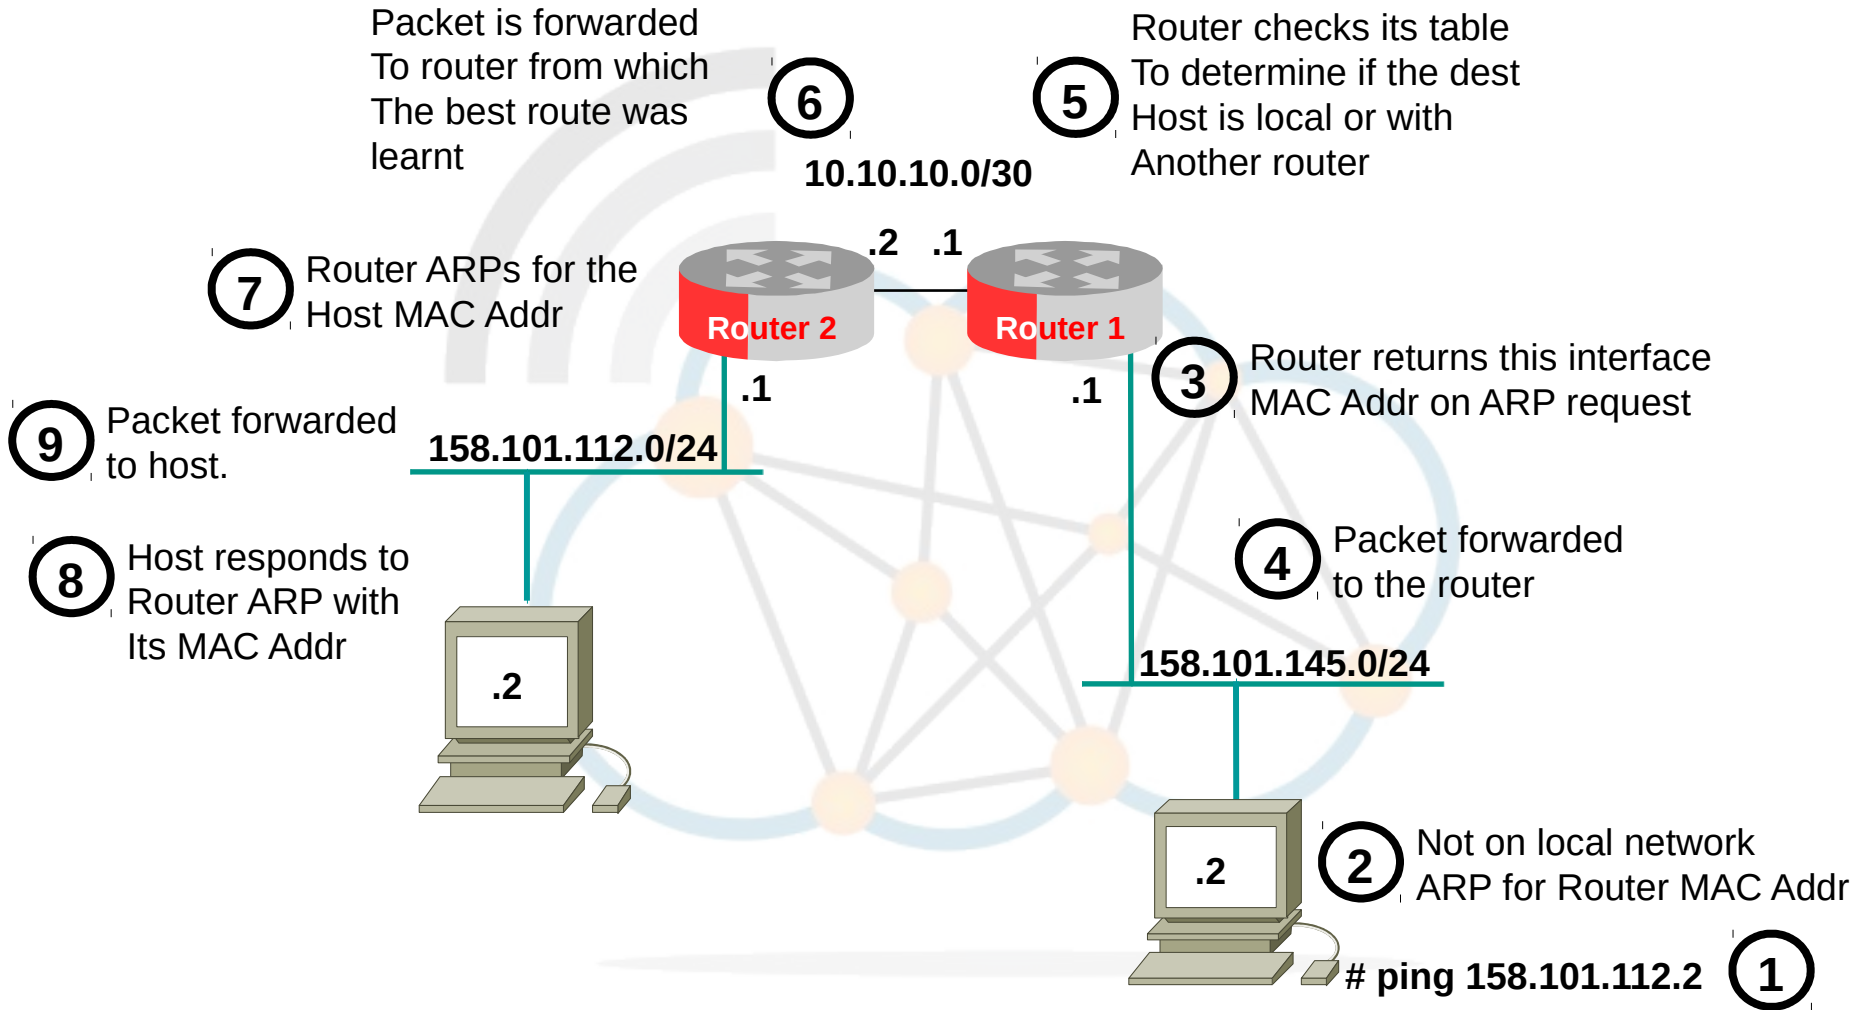 Packet is forwarded
To router from which
The best route was
learnt
6
5
Router checks its table
To determine if the dest
Host is local or with
Another router
10.10.10.0/30
.2 .1
7
Router ARPs for the
Host MAC Addr
Router 2
Router 1
.1
.1
3
Router returns this interface
MAC Addr on ARP request
9
Packet forwarded
to host.
158.101.112.0/24
8
Host responds to
Router ARP with
Its MAC Addr
4
Packet forwarded
to the router
158.101.145.0/24
.2
.2
2
Not on local network
ARP for Router MAC Addr
# ping 158.101.112.2
1